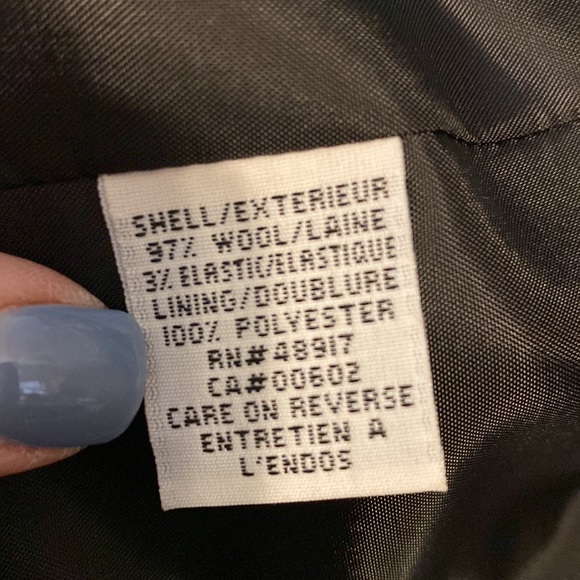 SHELL/EXTERIEUR
97% WOOL/LAINE
3% ELASTIC/ELASTIQUE
LINING/DOUBLURE
100% POLYESTER
RN#48917
CA#00602
CARE ON REVERSE
ENTRETIEN A
L'ENDOS